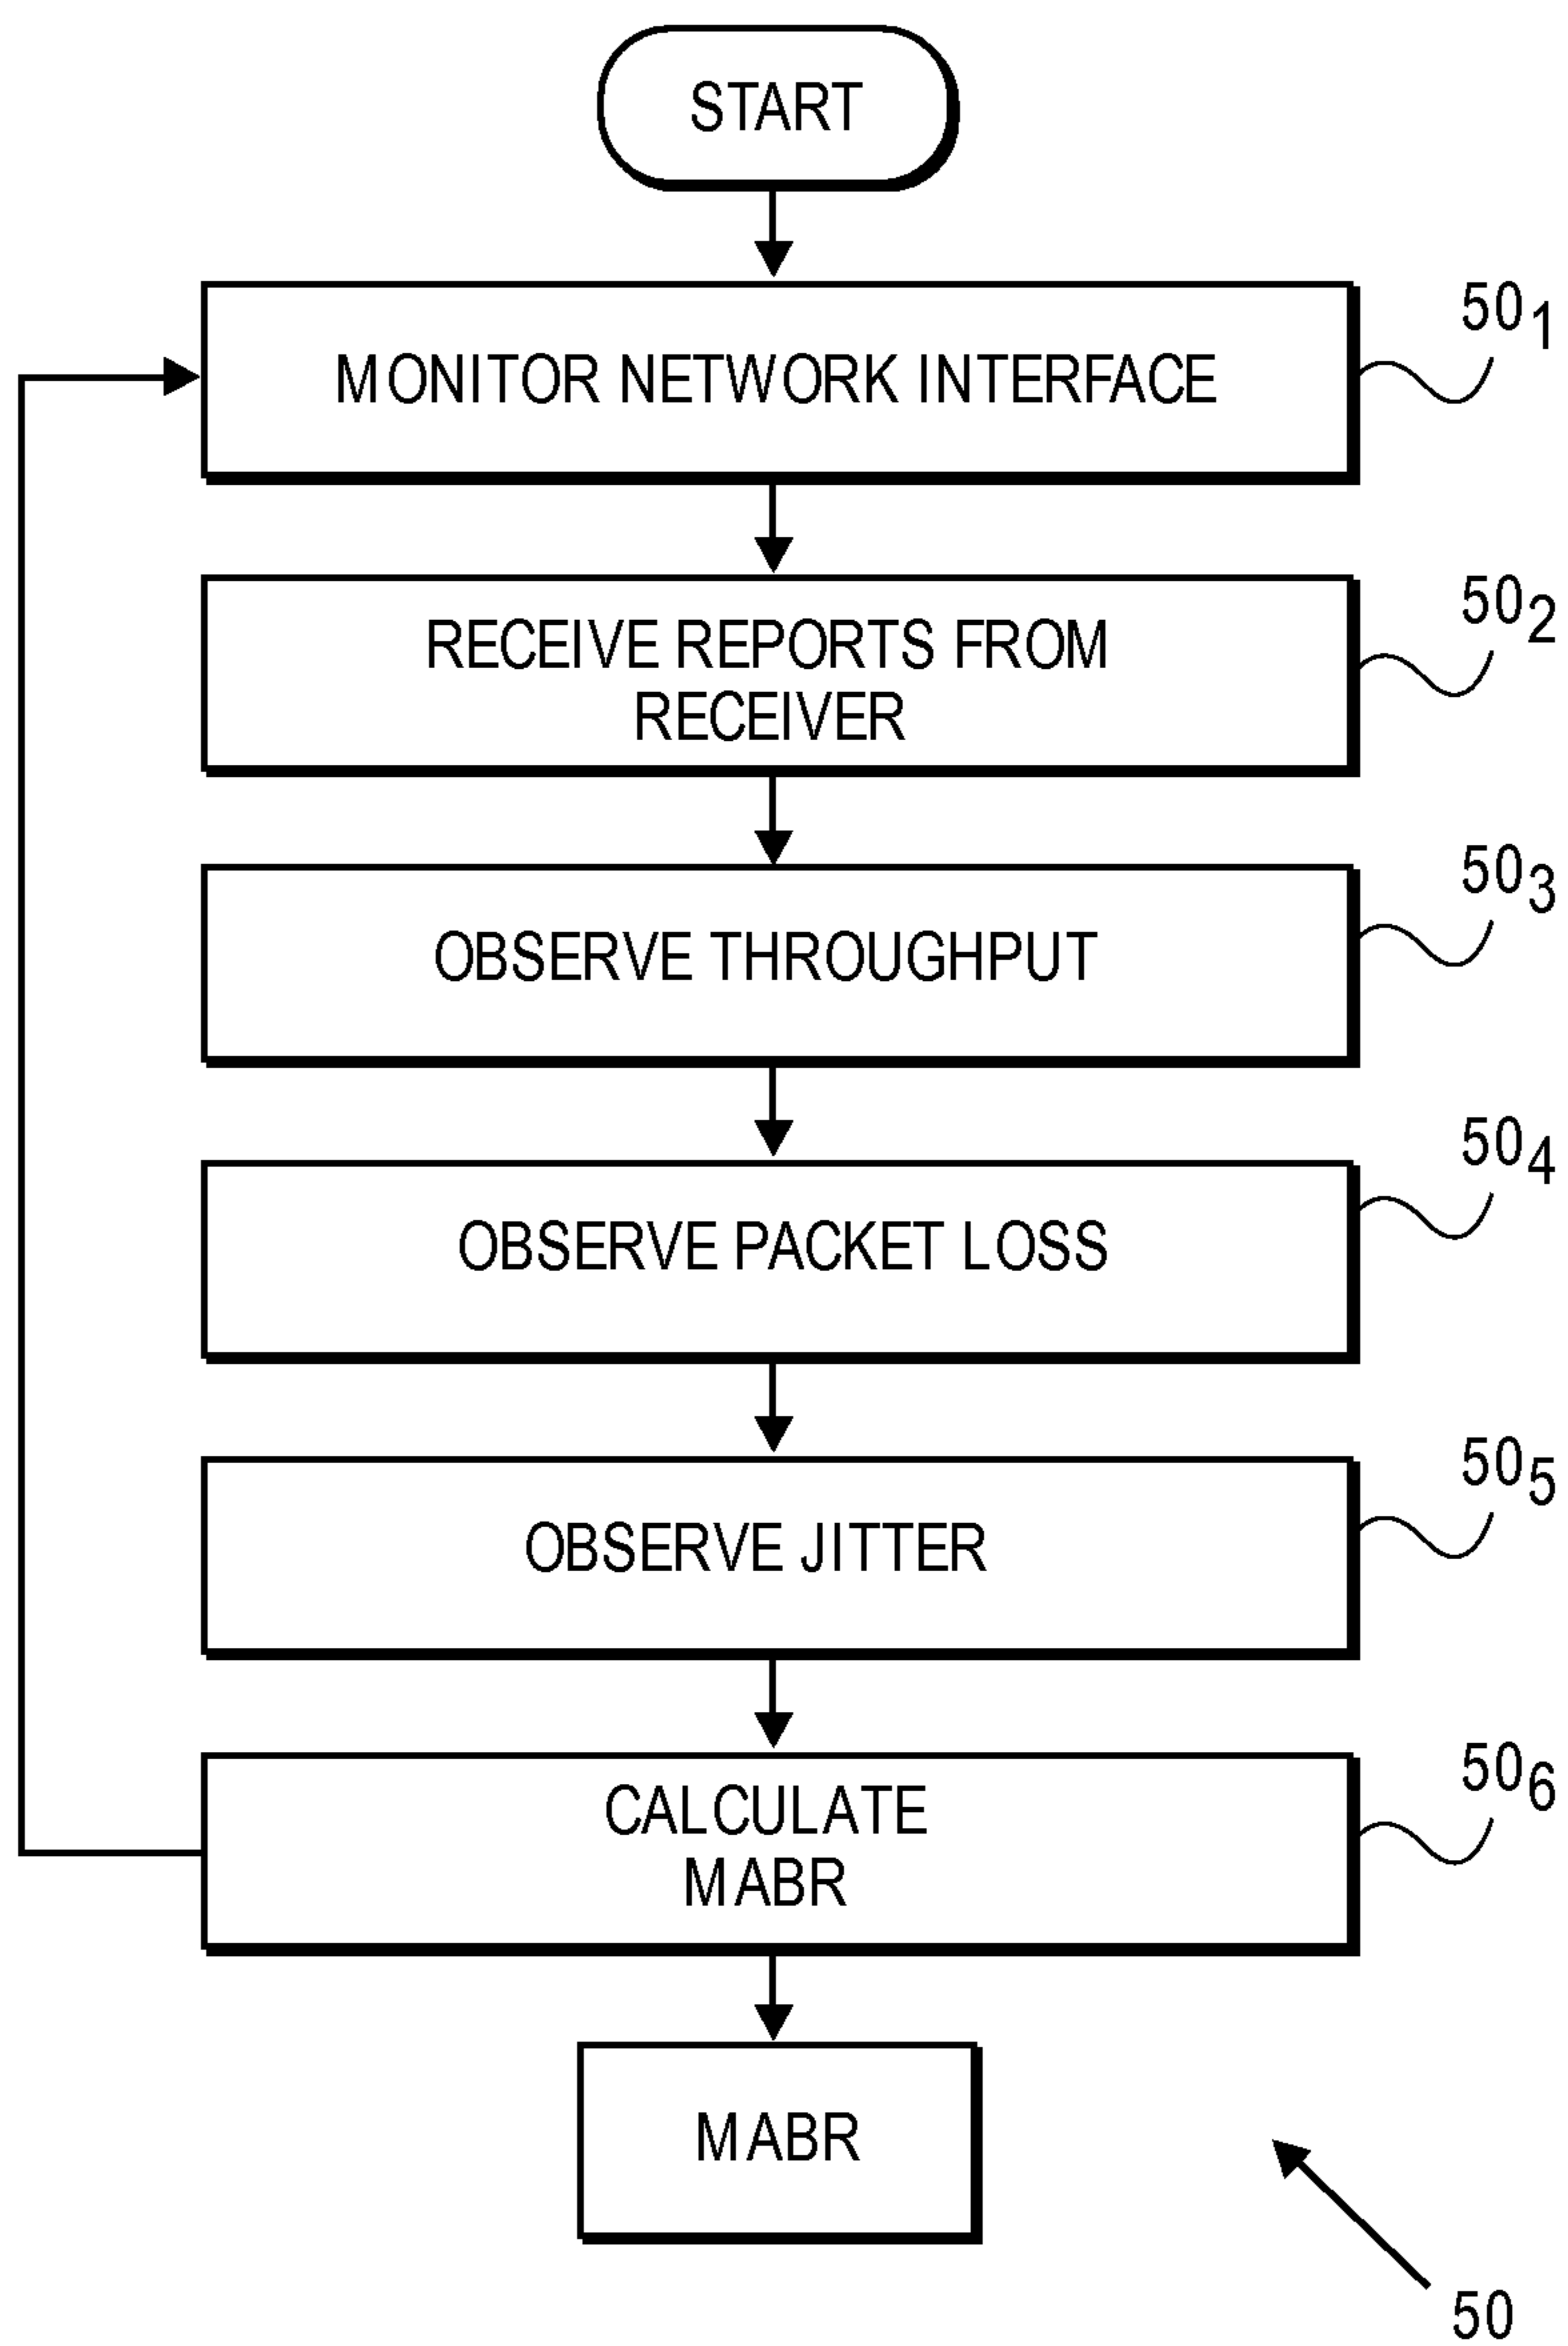 START
MONITOR NETWORK INTERFACE
50₁
RECEIVE REPORTS FROM
RECEIVER
50₂
OBSERVE THROUGHPUT
50₃
OBSERVE PACKET LOSS
50₄
OBSERVE JITTER
50₅
CALCULATE
MABR
50₆
MABR
50